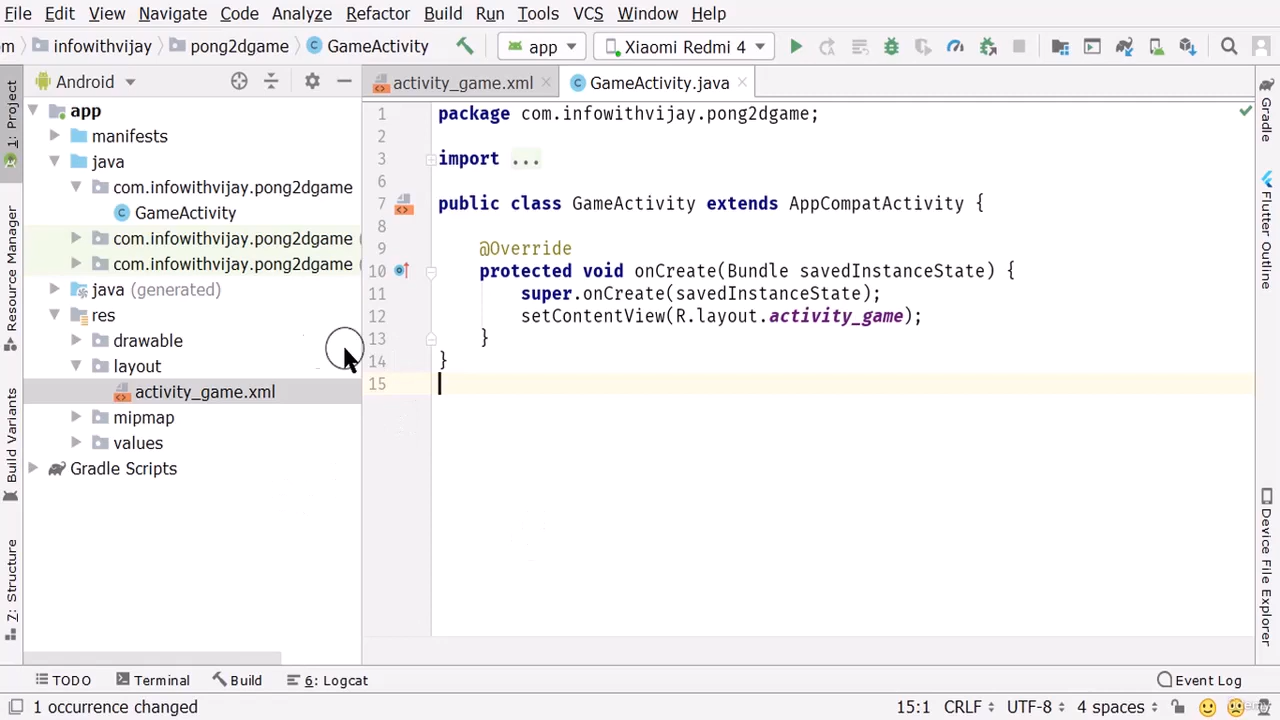 File Edit View Navigate Code Analyze Refactor Build Run Tools VCS Window Help
m infowithvijay pong2dgame GameActivity app Xiaomi Redmi 4
Android
activity_game.xml GameActivity.java
1: Project
Resource Manager
Build Variants
Z: Structure
app
manifests
java
com.infowithvijay.pong2dgame
GameActivity
com.infowithvijay.pong2dgame (
com.infowithvijay.pong2dgame (
java (generated)
res
drawable
layout
activity_game.xml
mipmap
values
Gradle Scripts
1 package com.infowithvijay.pong2dgame;
2
3 import ...
6
7 public class GameActivity extends AppCompatActivity {
8
9 @Override
10 protected void onCreate(Bundle savedInstanceState) {
11 super.onCreate(savedInstanceState);
12 setContentView(R.layout.activity_game);
13 }
14 }
15
Gradle
Flutter Outline
Device File Explorer
TODO Terminal Build 6: Logcat Event Log
1 occurrence changed 15:1 CRLF UTF-8 4 spaces